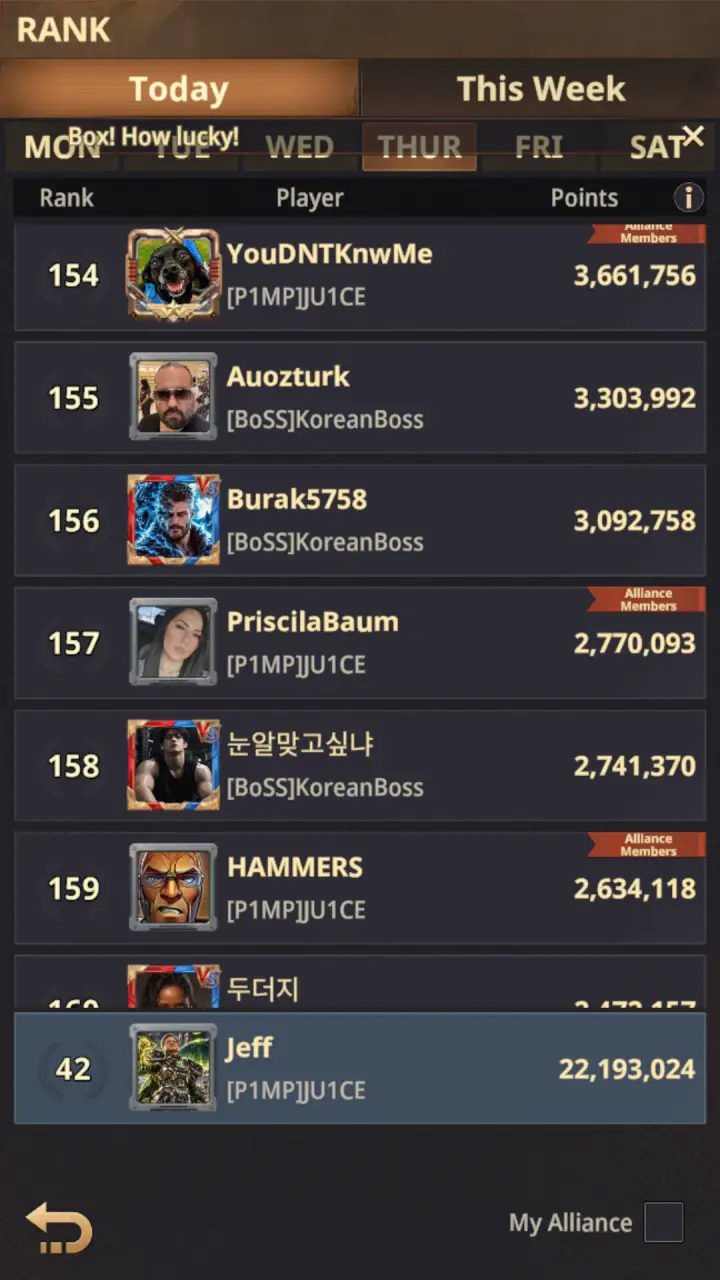 RANK
Today
This Week
Box! How lucky!
MON TUE WED THUR FRI SAT
Rank Player Points
Alliance
Members
154 YouDNTKnwMe 3,661,756
[P1MP]JU1CE
155 Auozturk 3,303,992
[BoSS]KoreanBoss
156 Burak5758 3,092,758
[BoSS]KoreanBoss
Alliance
Members
157 PriscilaBaum 2,770,093
[P1MP]JU1CE
158 눈알맞고싶냐 2,741,370
[BoSS]KoreanBoss
Alliance
Members
159 HAMMERS 2,634,118
[P1MP]JU1CE
160 두더지
42 Jeff 22,193,024
[P1MP]JU1CE
My Alliance